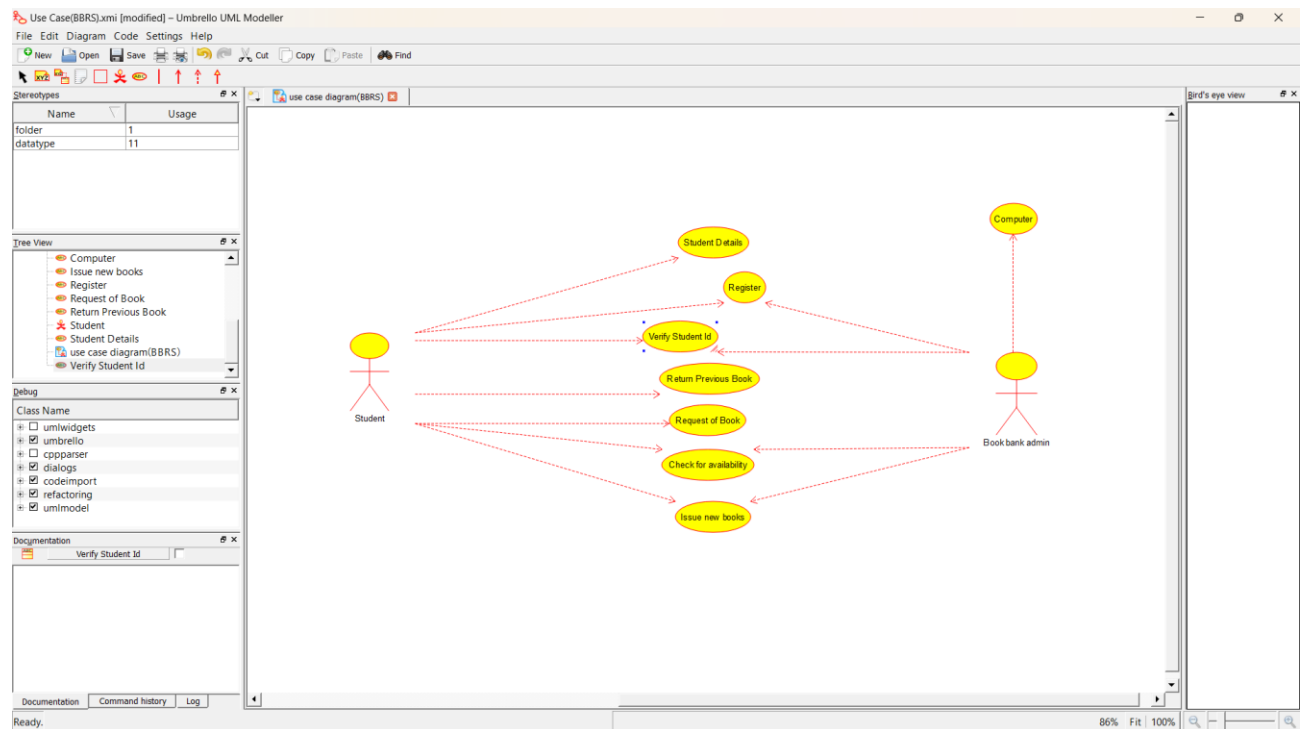 Use Case(BBRS).xmi [modified] – Umbrello UML Modeller
File Edit Diagram Code Settings Help
New Open Save Cut Copy Paste Find
Stereotypes
Name Usage
folder 1
datatype 11
Tree View
Computer
Issue new books
Register
Request of Book
Return Previous Book
Student
Student Details
use case diagram(BBRS)
Verify Student Id
Debug
Class Name
umlwidgets
umbrello
cppparser
dialogs
codeimport
refactoring
umlmodel
Documentation
Verify Student Id
Documentation Command history Log
Ready.
use case diagram(BBRS)
Computer
Student Details
Register
Verify Student Id
Return Previous Book
Request of Book
Check for availability
Issue new books
Student
Book bank admin
Bird's eye view
86% Fit 100%